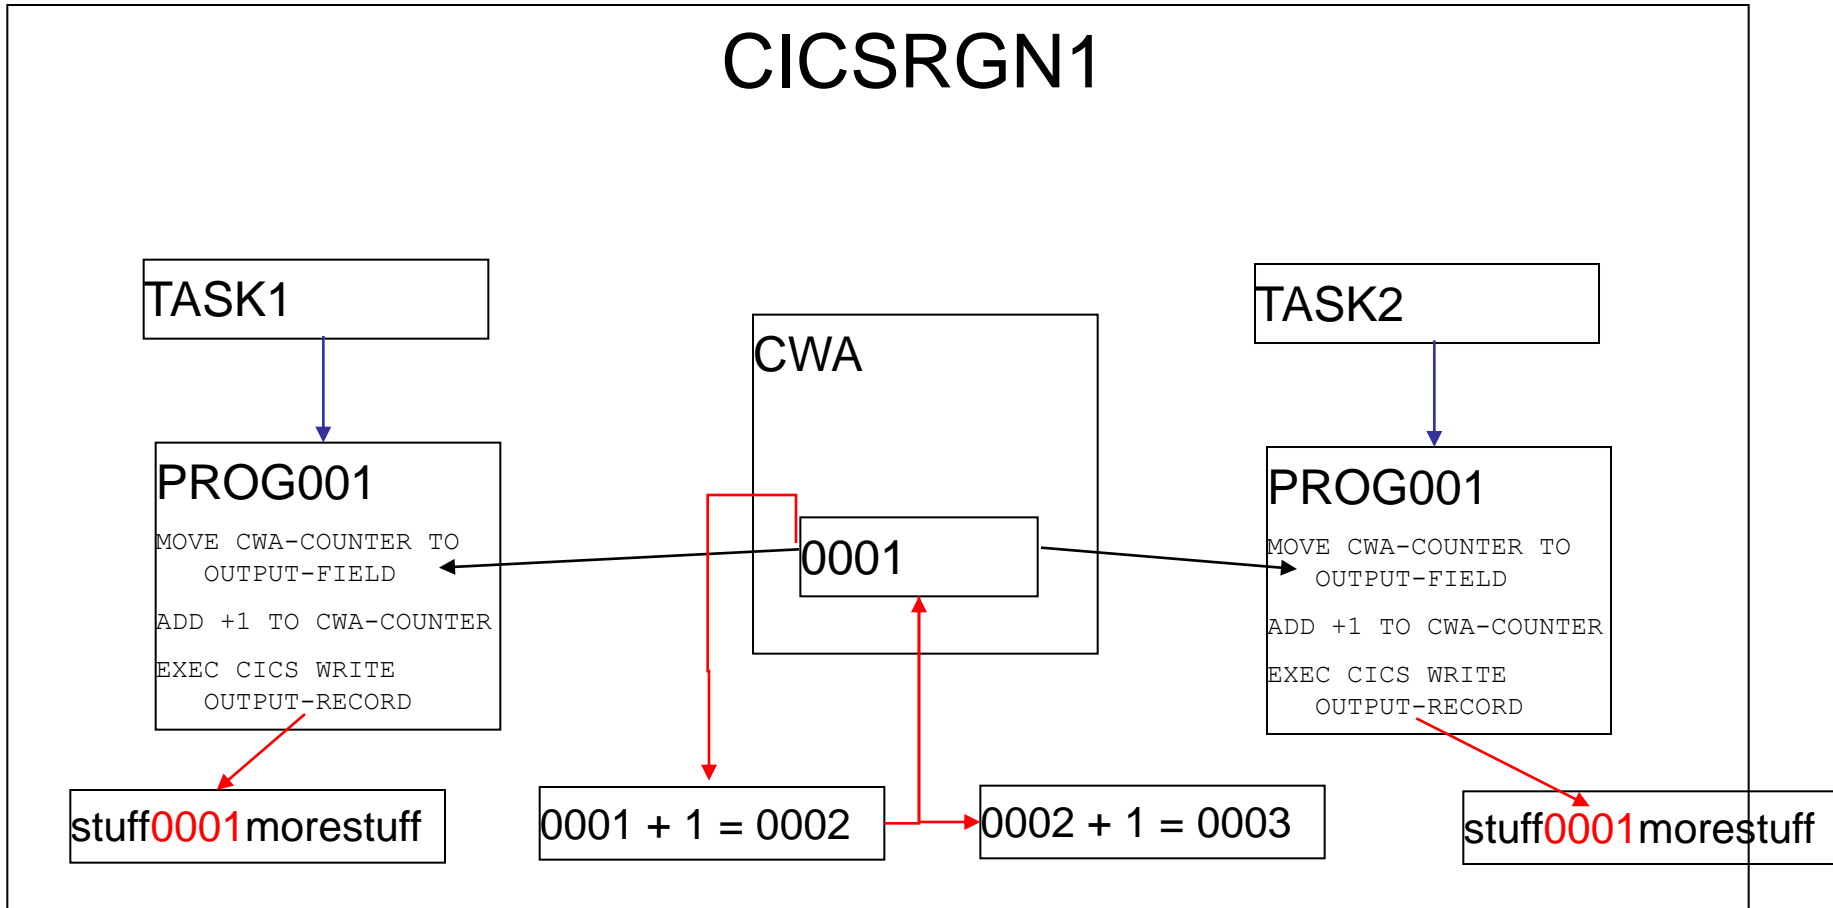 CICSRGN1
TASK1
PROG001
MOVE CWA-COUNTER TO
OUTPUT-FIELD
ADD +1 TO CWA-COUNTER
EXEC CICS WRITE
OUTPUT-RECORD
stuff0001morestuff
CWA
0001
0001 + 1 = 0002
0002 + 1 = 0003
TASK2
PROG001
MOVE CWA-COUNTER TO
OUTPUT-FIELD
ADD +1 TO CWA-COUNTER
EXEC CICS WRITE
OUTPUT-RECORD
stuff0001morestuff